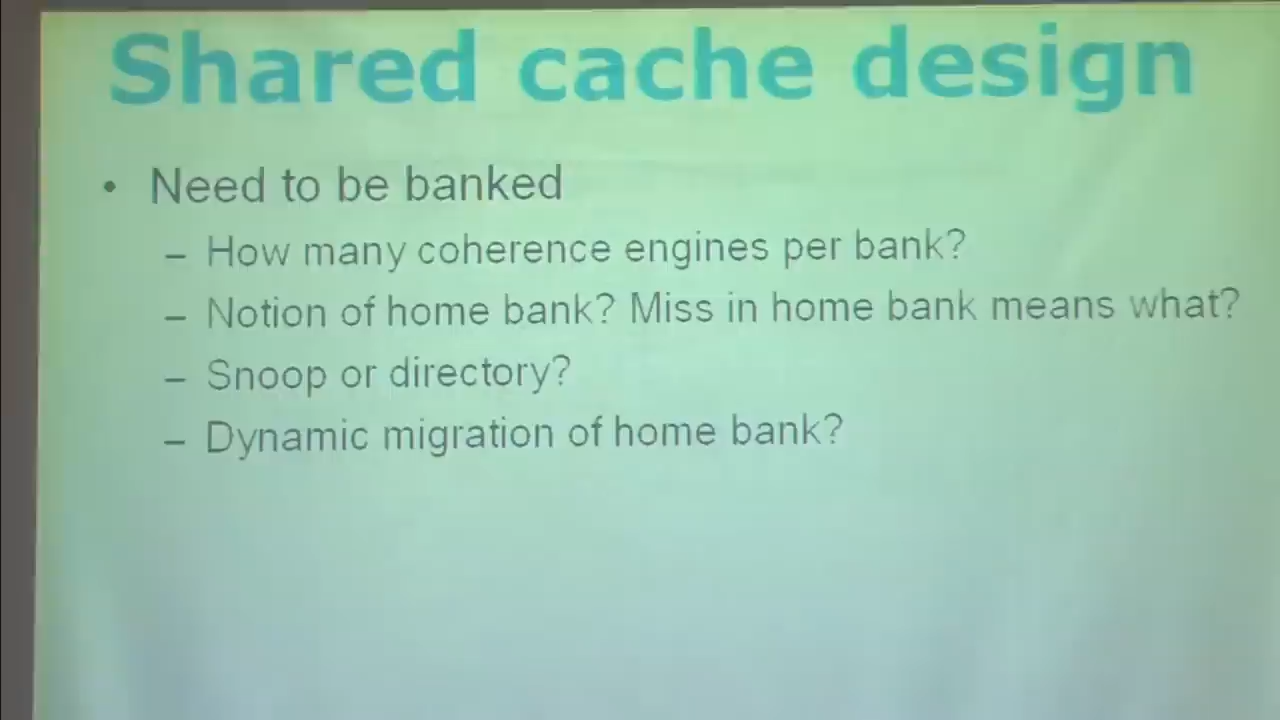 Shared cache design
• Need to be banked
– How many coherence engines per bank?
– Notion of home bank? Miss in home bank means what?
– Snoop or directory?
– Dynamic migration of home bank?